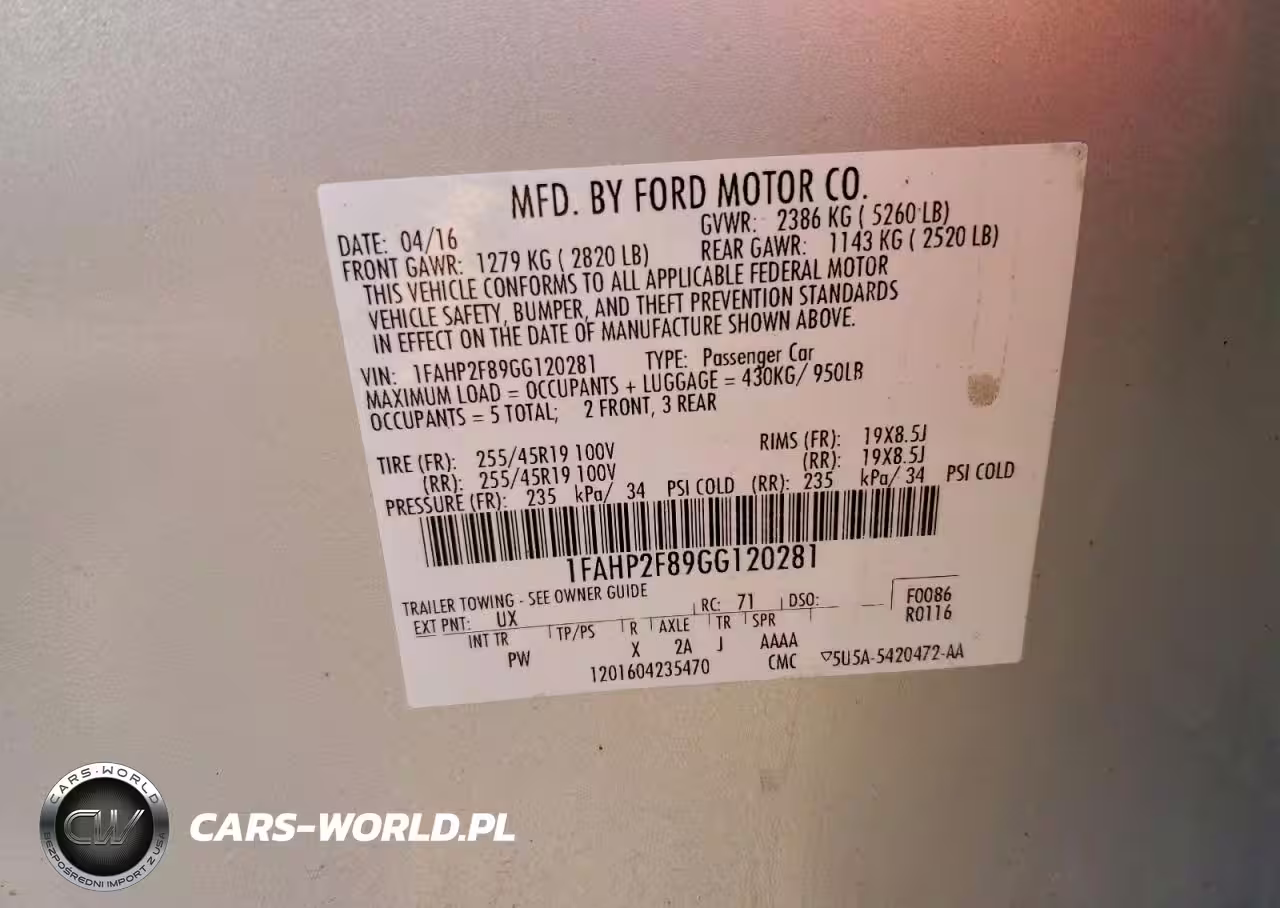 MFD. BY FORD MOTOR CO.
DATE: 04/16 GVWR: 2386 KG ( 5260 LB)
FRONT GAWR: 1279 KG ( 2820 LB) REAR GAWR: 1143 KG ( 2520 LB)
THIS VEHICLE CONFORMS TO ALL APPLICABLE FEDERAL MOTOR
VEHICLE SAFETY, BUMPER, AND THEFT PREVENTION STANDARDS
IN EFFECT ON THE DATE OF MANUFACTURE SHOWN ABOVE.
VIN: 1FAHP2F89GG120281 TYPE: Passenger Car
MAXIMUM LOAD = OCCUPANTS + LUGGAGE = 430KG/ 950LB
OCCUPANTS = 5 TOTAL; 2 FRONT, 3 REAR
TIRE (FR): 255/45R19 100V RIMS (FR): 19X8.5J
(RR): 255/45R19 100V (RR): 19X8.5J
PRESSURE (FR): 235 kPa/ 34 PSI COLD (RR): 235 kPa/ 34 PSI COLD
1FAHP2F89GG120281
TRAILER TOWING - SEE OWNER GUIDE
EXT PNT: UX RC: 71 DSO: F0086
R0116
INT TR TP/PS R AXLE TR SPR
PW X 2A J AAAA
1201604235470 CMC ▽5U5A-5420472-AA
CARS-WORLD
CW
BEZPOŚREDNI IMPORT Z USA
CARS-WORLD.PL